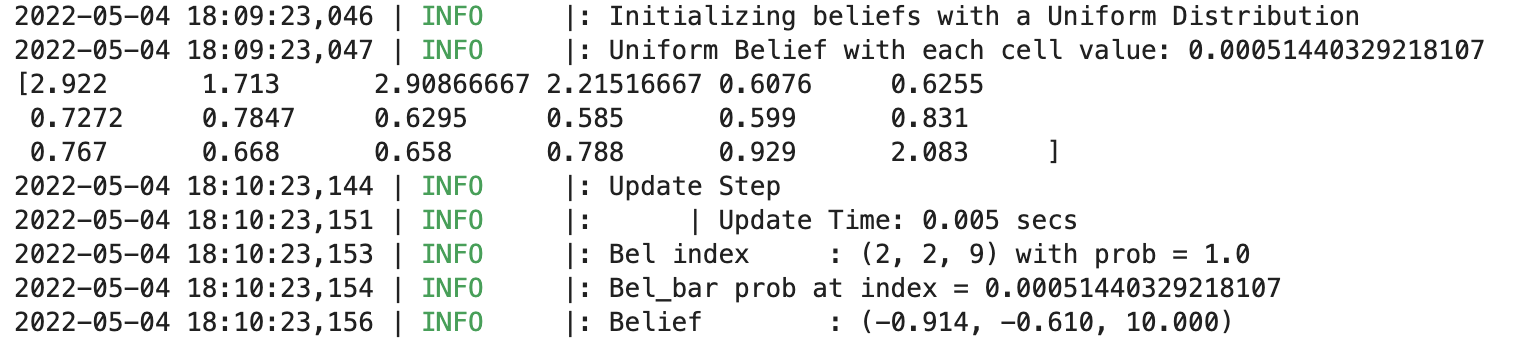 2022-05-04 18:09:23,046 | INFO     |: Initializing beliefs with a Uniform Distribution
2022-05-04 18:09:23,047 | INFO     |: Uniform Belief with each cell value: 0.00051440329218107
[2.922      1.713      2.90866667 2.21516667 0.6076     0.6255
 0.7272     0.7847     0.6295     0.585      0.599      0.831
 0.767      0.668      0.658      0.788      0.929      2.083     ]
2022-05-04 18:10:23,144 | INFO     |: Update Step
2022-05-04 18:10:23,151 | INFO     |:      | Update Time: 0.005 secs
2022-05-04 18:10:23,153 | INFO     |: Bel index     : (2, 2, 9) with prob = 1.0
2022-05-04 18:10:23,154 | INFO     |: Bel_bar prob at index = 0.00051440329218107
2022-05-04 18:10:23,156 | INFO     |: Belief        : (-0.914, -0.610, 10.000)